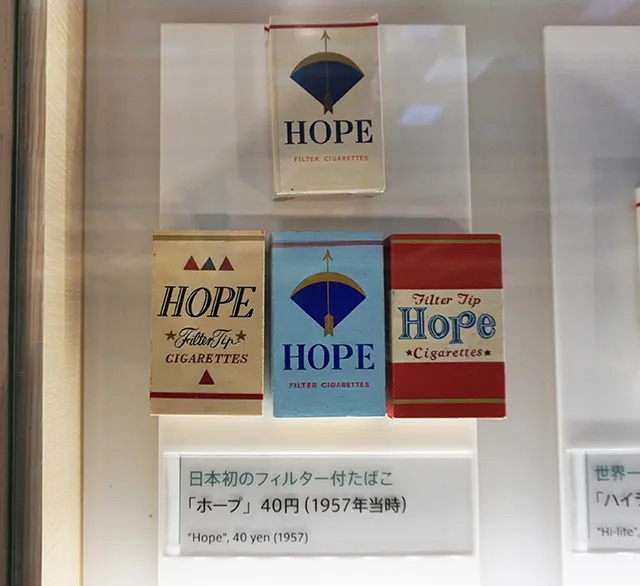 HOPE
FILTER CIGARETTES
HOPE
Filter Tip
CIGARETTES
HOPE
FILTER CIGARETTES
Filter Tip
Hope
Cigarettes
日本初のフィルター付たばこ
「ホープ」 40円 (1957年当時)
"Hope", 40 yen (1957)
世界一
「ハイ
"Hi-lite",